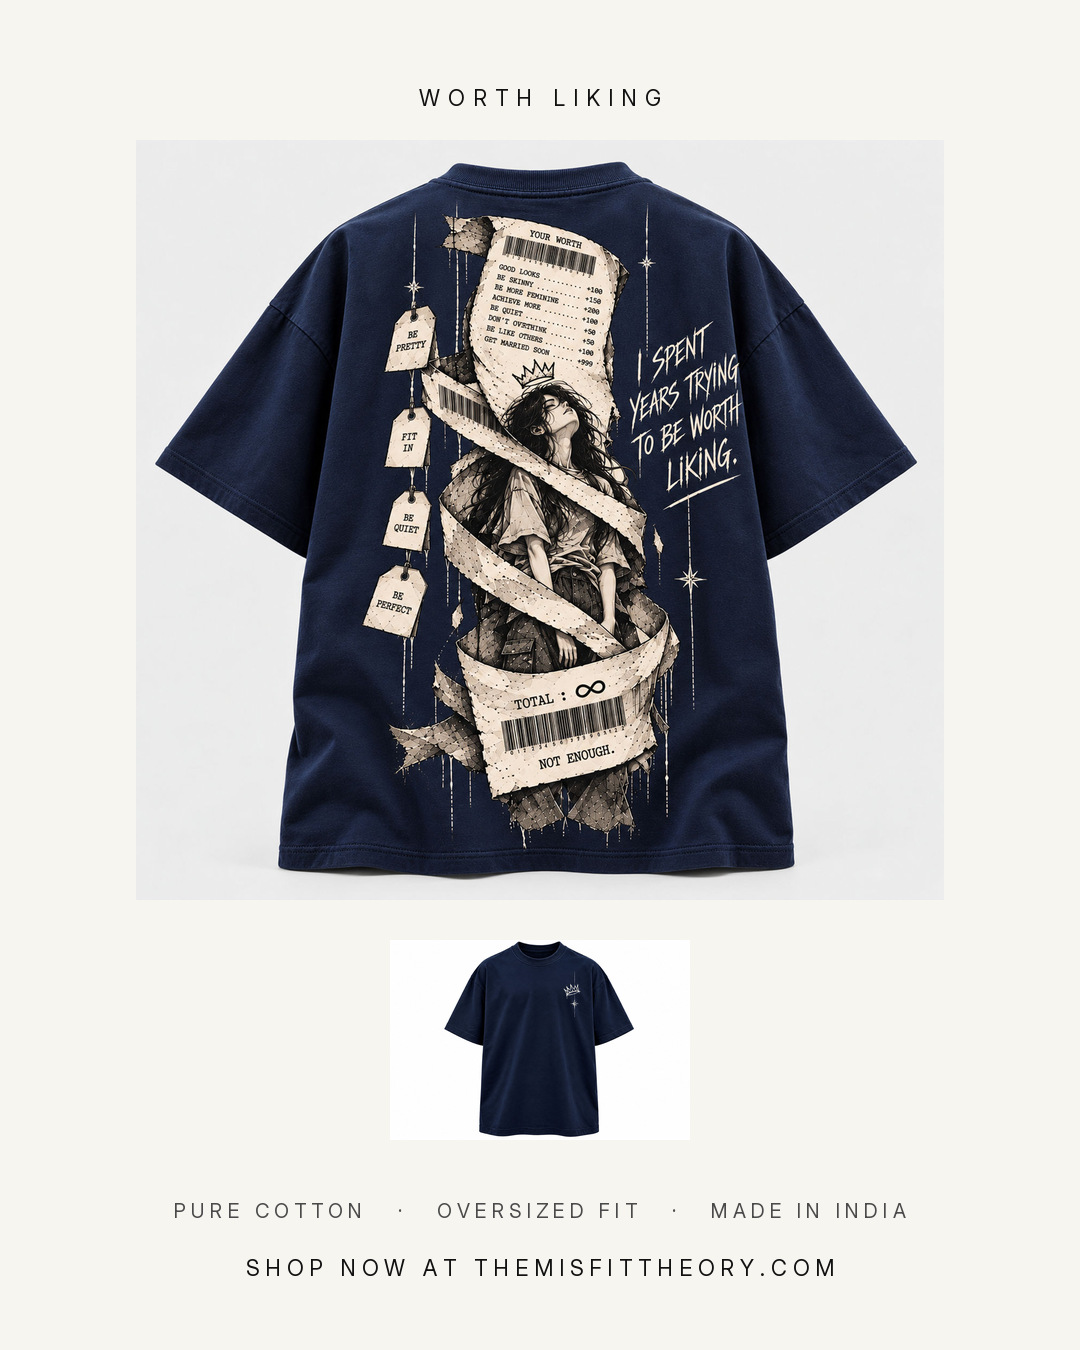 WORTH LIKING
YOUR WORTH
GOOD LOOKS .......... +100
BE SKINNY .......... +150
BE MORE FEMININE .... +200
ACHIEVE MORE ........ +100
BE QUIET .......... +50
DON'T OVRTHINK ...... +50
BE LIKE OTHERS ...... +100
GET MARRIED SOON .... +999
BE
PRETTY
FIT
IN
BE
QUIET
BE
PERFECT
I SPENT
YEARS TRYING
TO BE WORTH
LIKING.
TOTAL : ∞
NOT ENOUGH.
PURE COTTON · OVERSIZED FIT · MADE IN INDIA
SHOP NOW AT THEMISFITTHEORY.COM